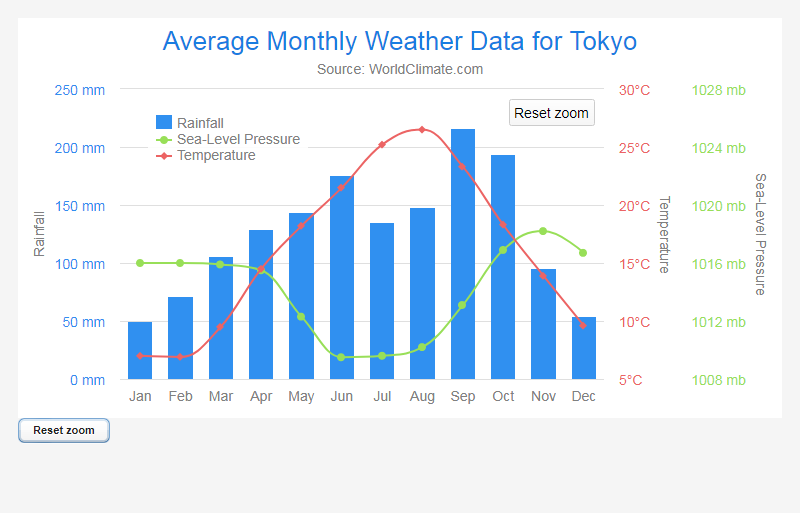 Average Monthly Weather Data for Tokyo
Source: WorldClimate.com
250 mm
200 mm
150 mm
100 mm
50 mm
0 mm
Rainfall
Rainfall
Sea-Level Pressure
Temperature
Reset zoom
30°C
25°C
20°C
15°C
10°C
5°C
Temperature
1028 mb
1024 mb
1020 mb
1016 mb
1012 mb
1008 mb
Sea-Level Pressure
Jan Feb Mar Apr May Jun Jul Aug Sep Oct Nov Dec
Reset zoom